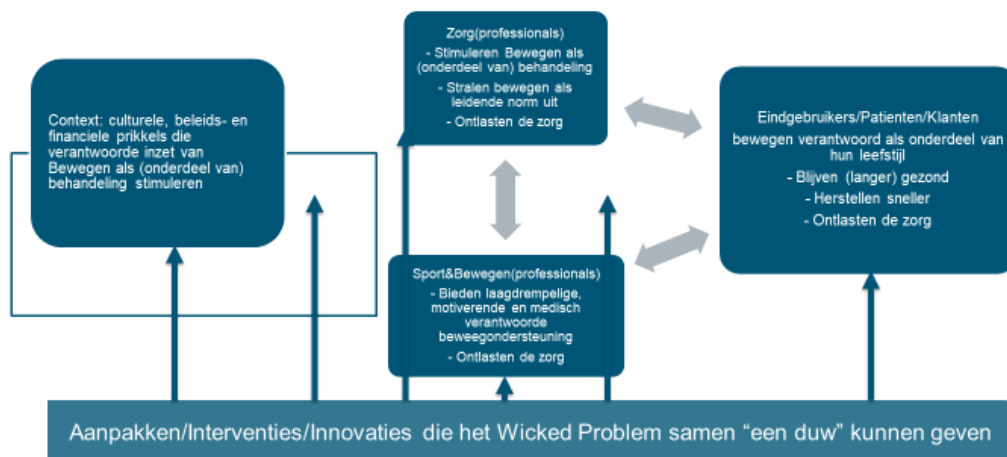 Context: culturele, beleids- en
financiele prikkels die
verantwoorde inzet van
Bewegen als (onderdeel van)
behandeling stimuleren
Zorg(professionals)
- Stimuleren Bewegen als
(onderdeel van) behandeling
- Stralen bewegen als
leidende norm uit
- Ontlasten de zorg
Sport&Bewegen(professionals)
- Bieden laagdrempelige,
motiverende en medisch
verantwoorde
beweegondersteuning
- Ontlasten de zorg
Eindgebruikers/Patienten/Klanten
bewegen verantwoord als onderdeel van
hun leefstijl
- Blijven (langer) gezond
- Herstellen sneller
- Ontlasten de zorg
Aanpakken/Interventies/Innovaties die het Wicked Problem samen “een duw” kunnen geven